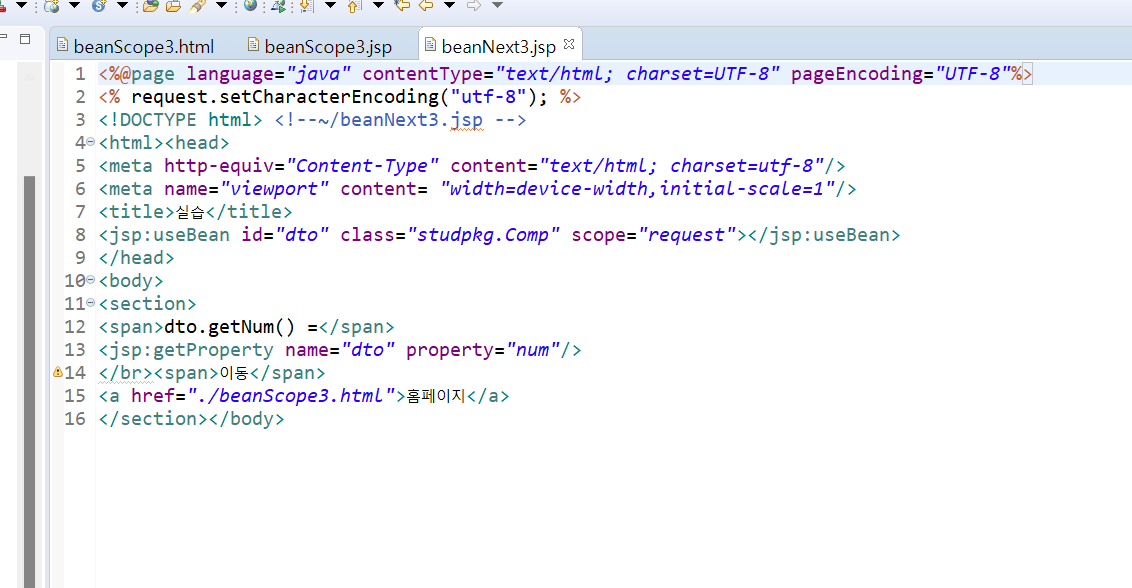 beanScope3.html beanScope3.jsp beanNext3.jsp
1 <%@page language="java" contentType="text/html; charset=UTF-8" pageEncoding="UTF-8"%>
2 <% request.setCharacterEncoding("utf-8"); %>
3 <!DOCTYPE html> <!--~/beanNext3.jsp -->
4 <html><head>
5 <meta http-equiv="Content-Type" content="text/html; charset=utf-8"/>
6 <meta name="viewport" content= "width=device-width,initial-scale=1"/>
7 <title>실습</title>
8 <jsp:useBean id="dto" class="studpkg.Comp" scope="request"></jsp:useBean>
9 </head>
10 <body>
11 <section>
12 <span>dto.getNum() =</span>
13 <jsp:getProperty name="dto" property="num"/>
14 </br><span>이동</span>
15 <a href="./beanScope3.html">홈페이지</a>
16 </section></body>